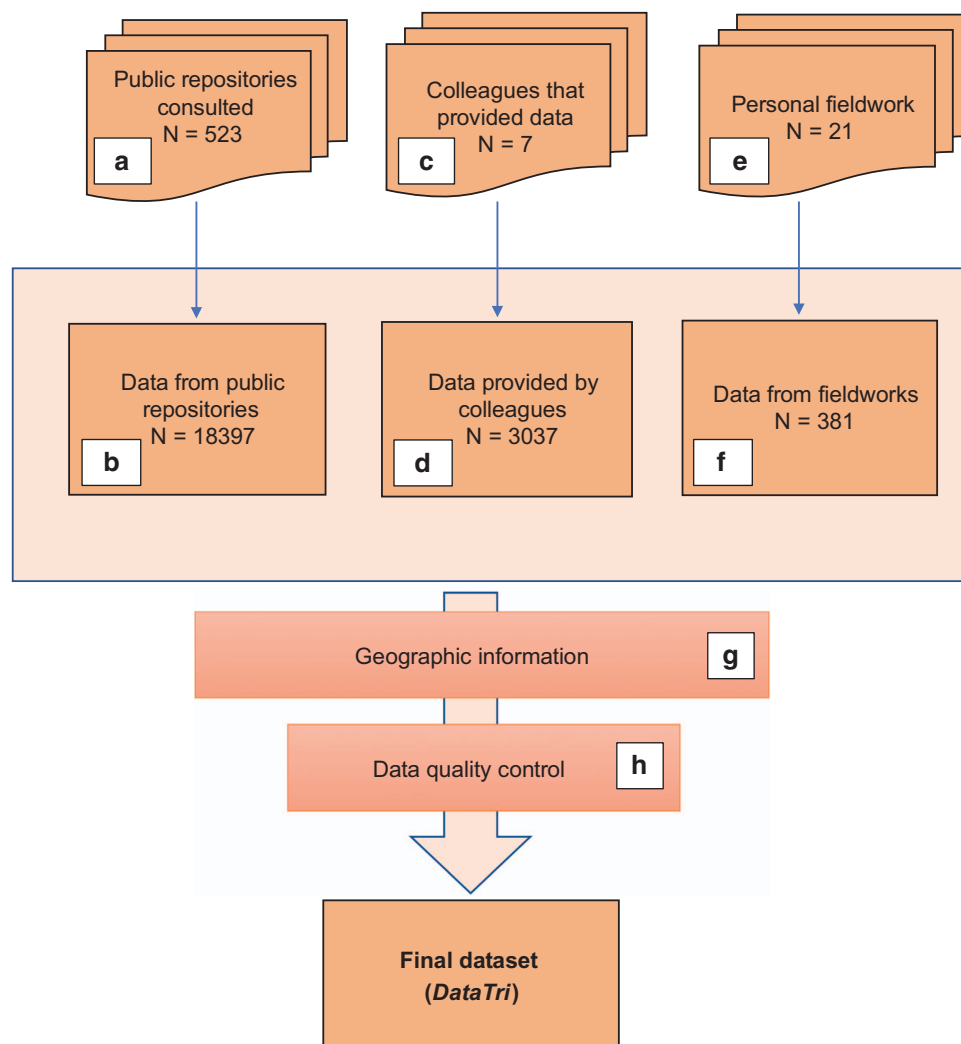 Public repositories
consulted
N = 523
a
Colleagues that
provided data
N = 7
c
Personal fieldwork
N = 21
e
Data from public
repositories
N = 18397
b
Data provided by
colleagues
N = 3037
d
Data from fieldworks
N = 381
f
Geographic information
g
Data quality control
h
Final dataset
(DataTri)